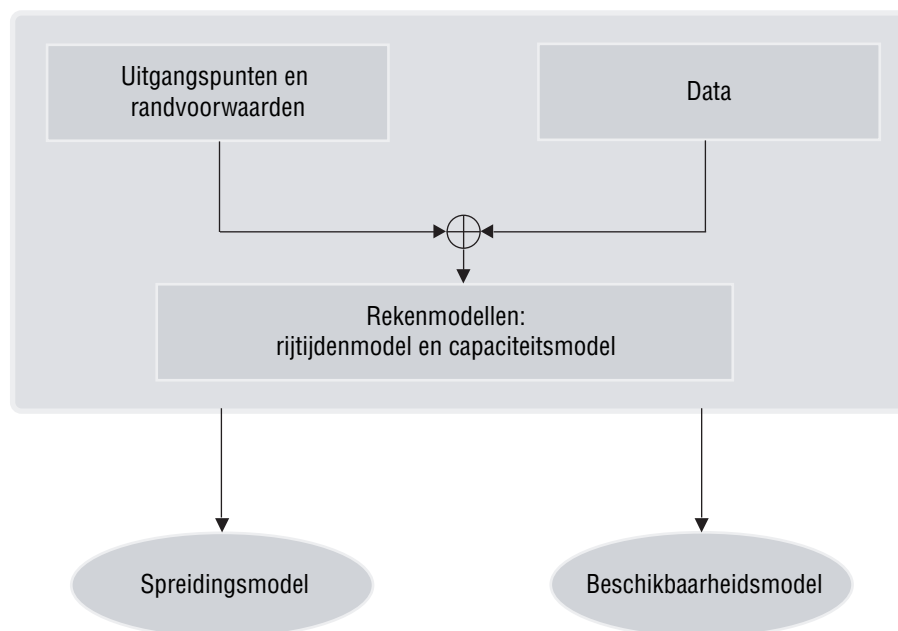 Uitgangspunten en
randvoorwaarden
Data
Rekenmodellen:
rijtijdenmodel en capaciteitsmodel
Spreidingsmodel
Beschikbaarheidsmodel